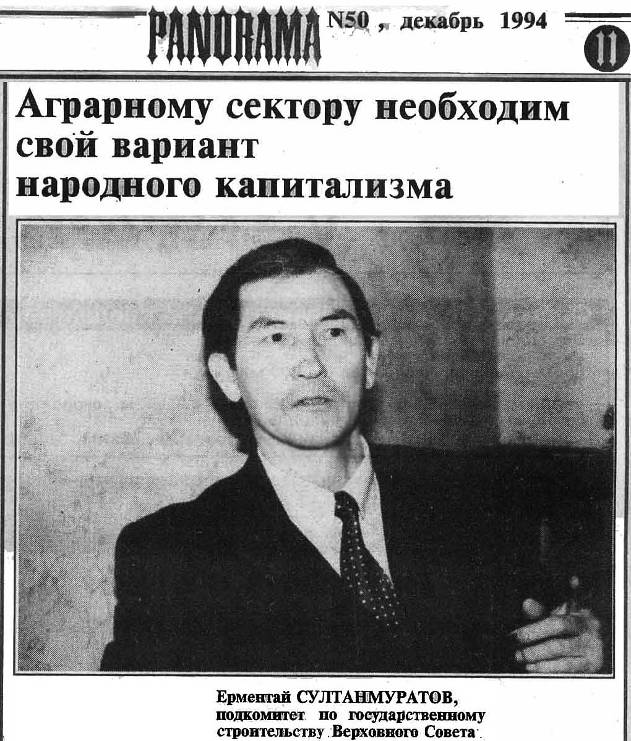 PANORAMA N50 , декабрь 1994
11
Аграрному сектору необходим
свой вариант
народного капитализма
Ерментай СУЛТАНМУРАТОВ,
подкомитет по государственному
строительству Верховного Совета